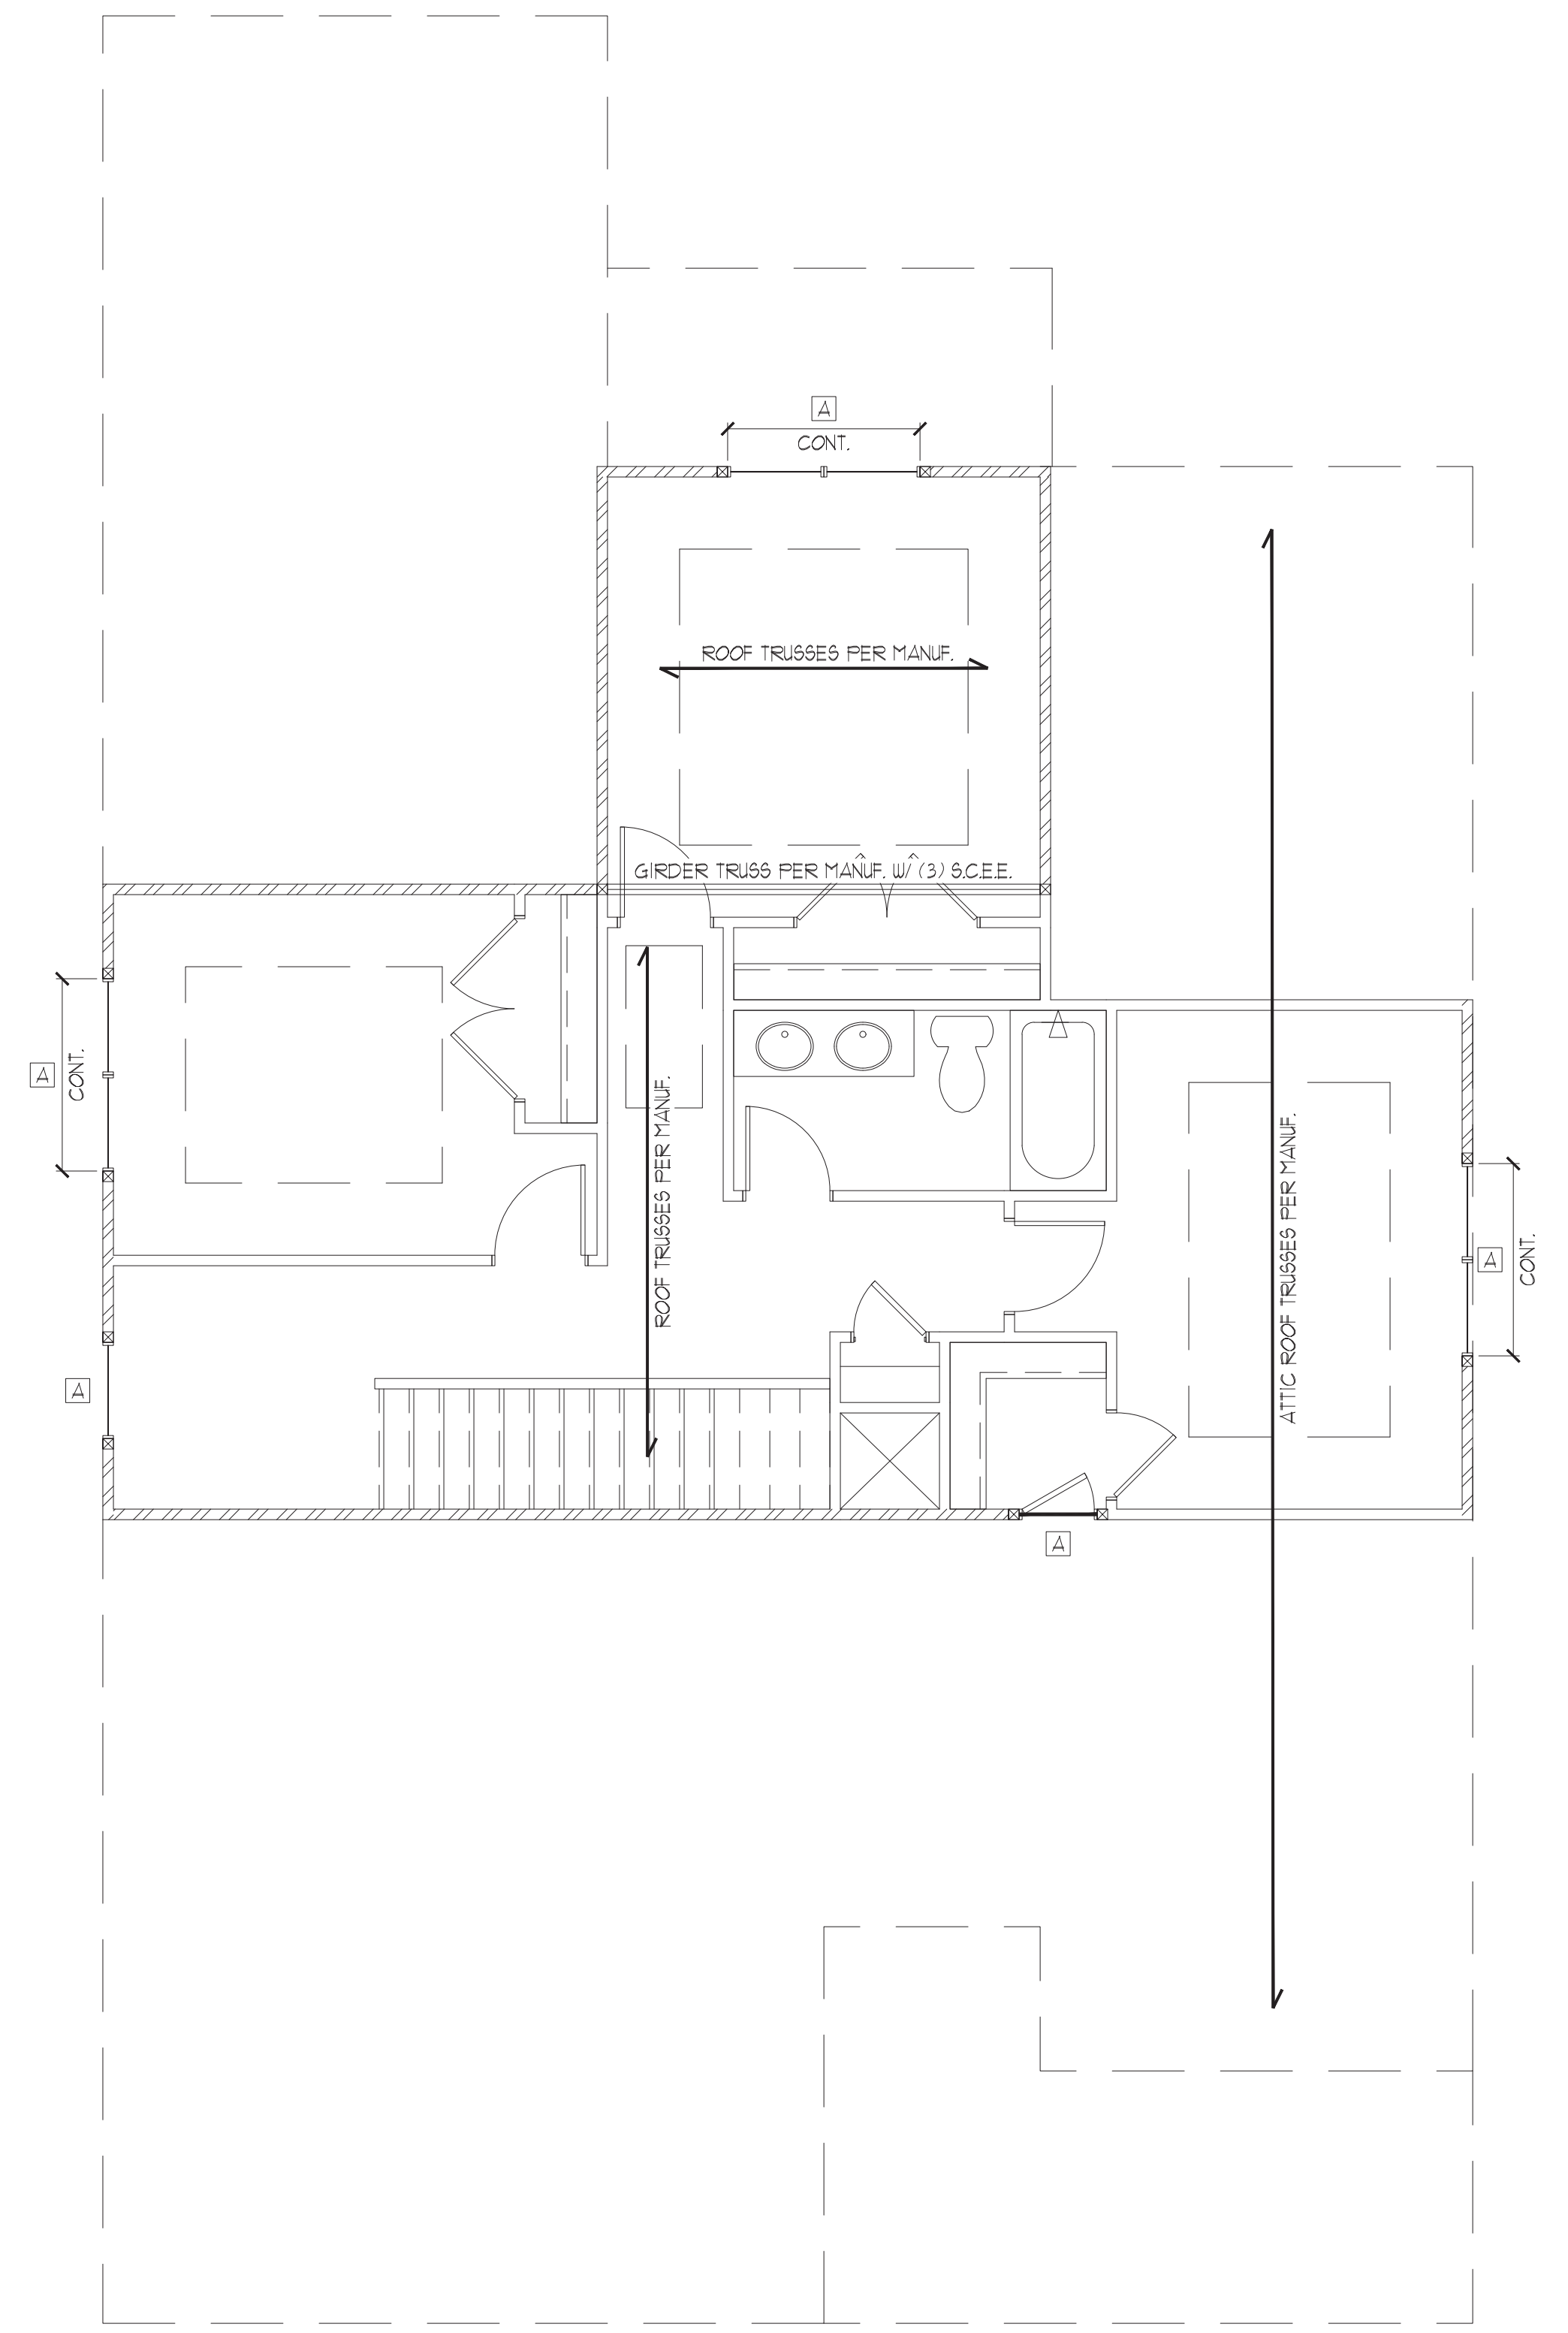 A
CONT.
ROOF TRUSSES PER MANUF.
GIRDER TRUSS PER MANUF. W/ (3) S.C.E.E.
A
CONT.
ROOF TRUSSES PER MANUF.
ATTIC ROOF TRUSSES PER MANUF.
A
CONT.
A
A